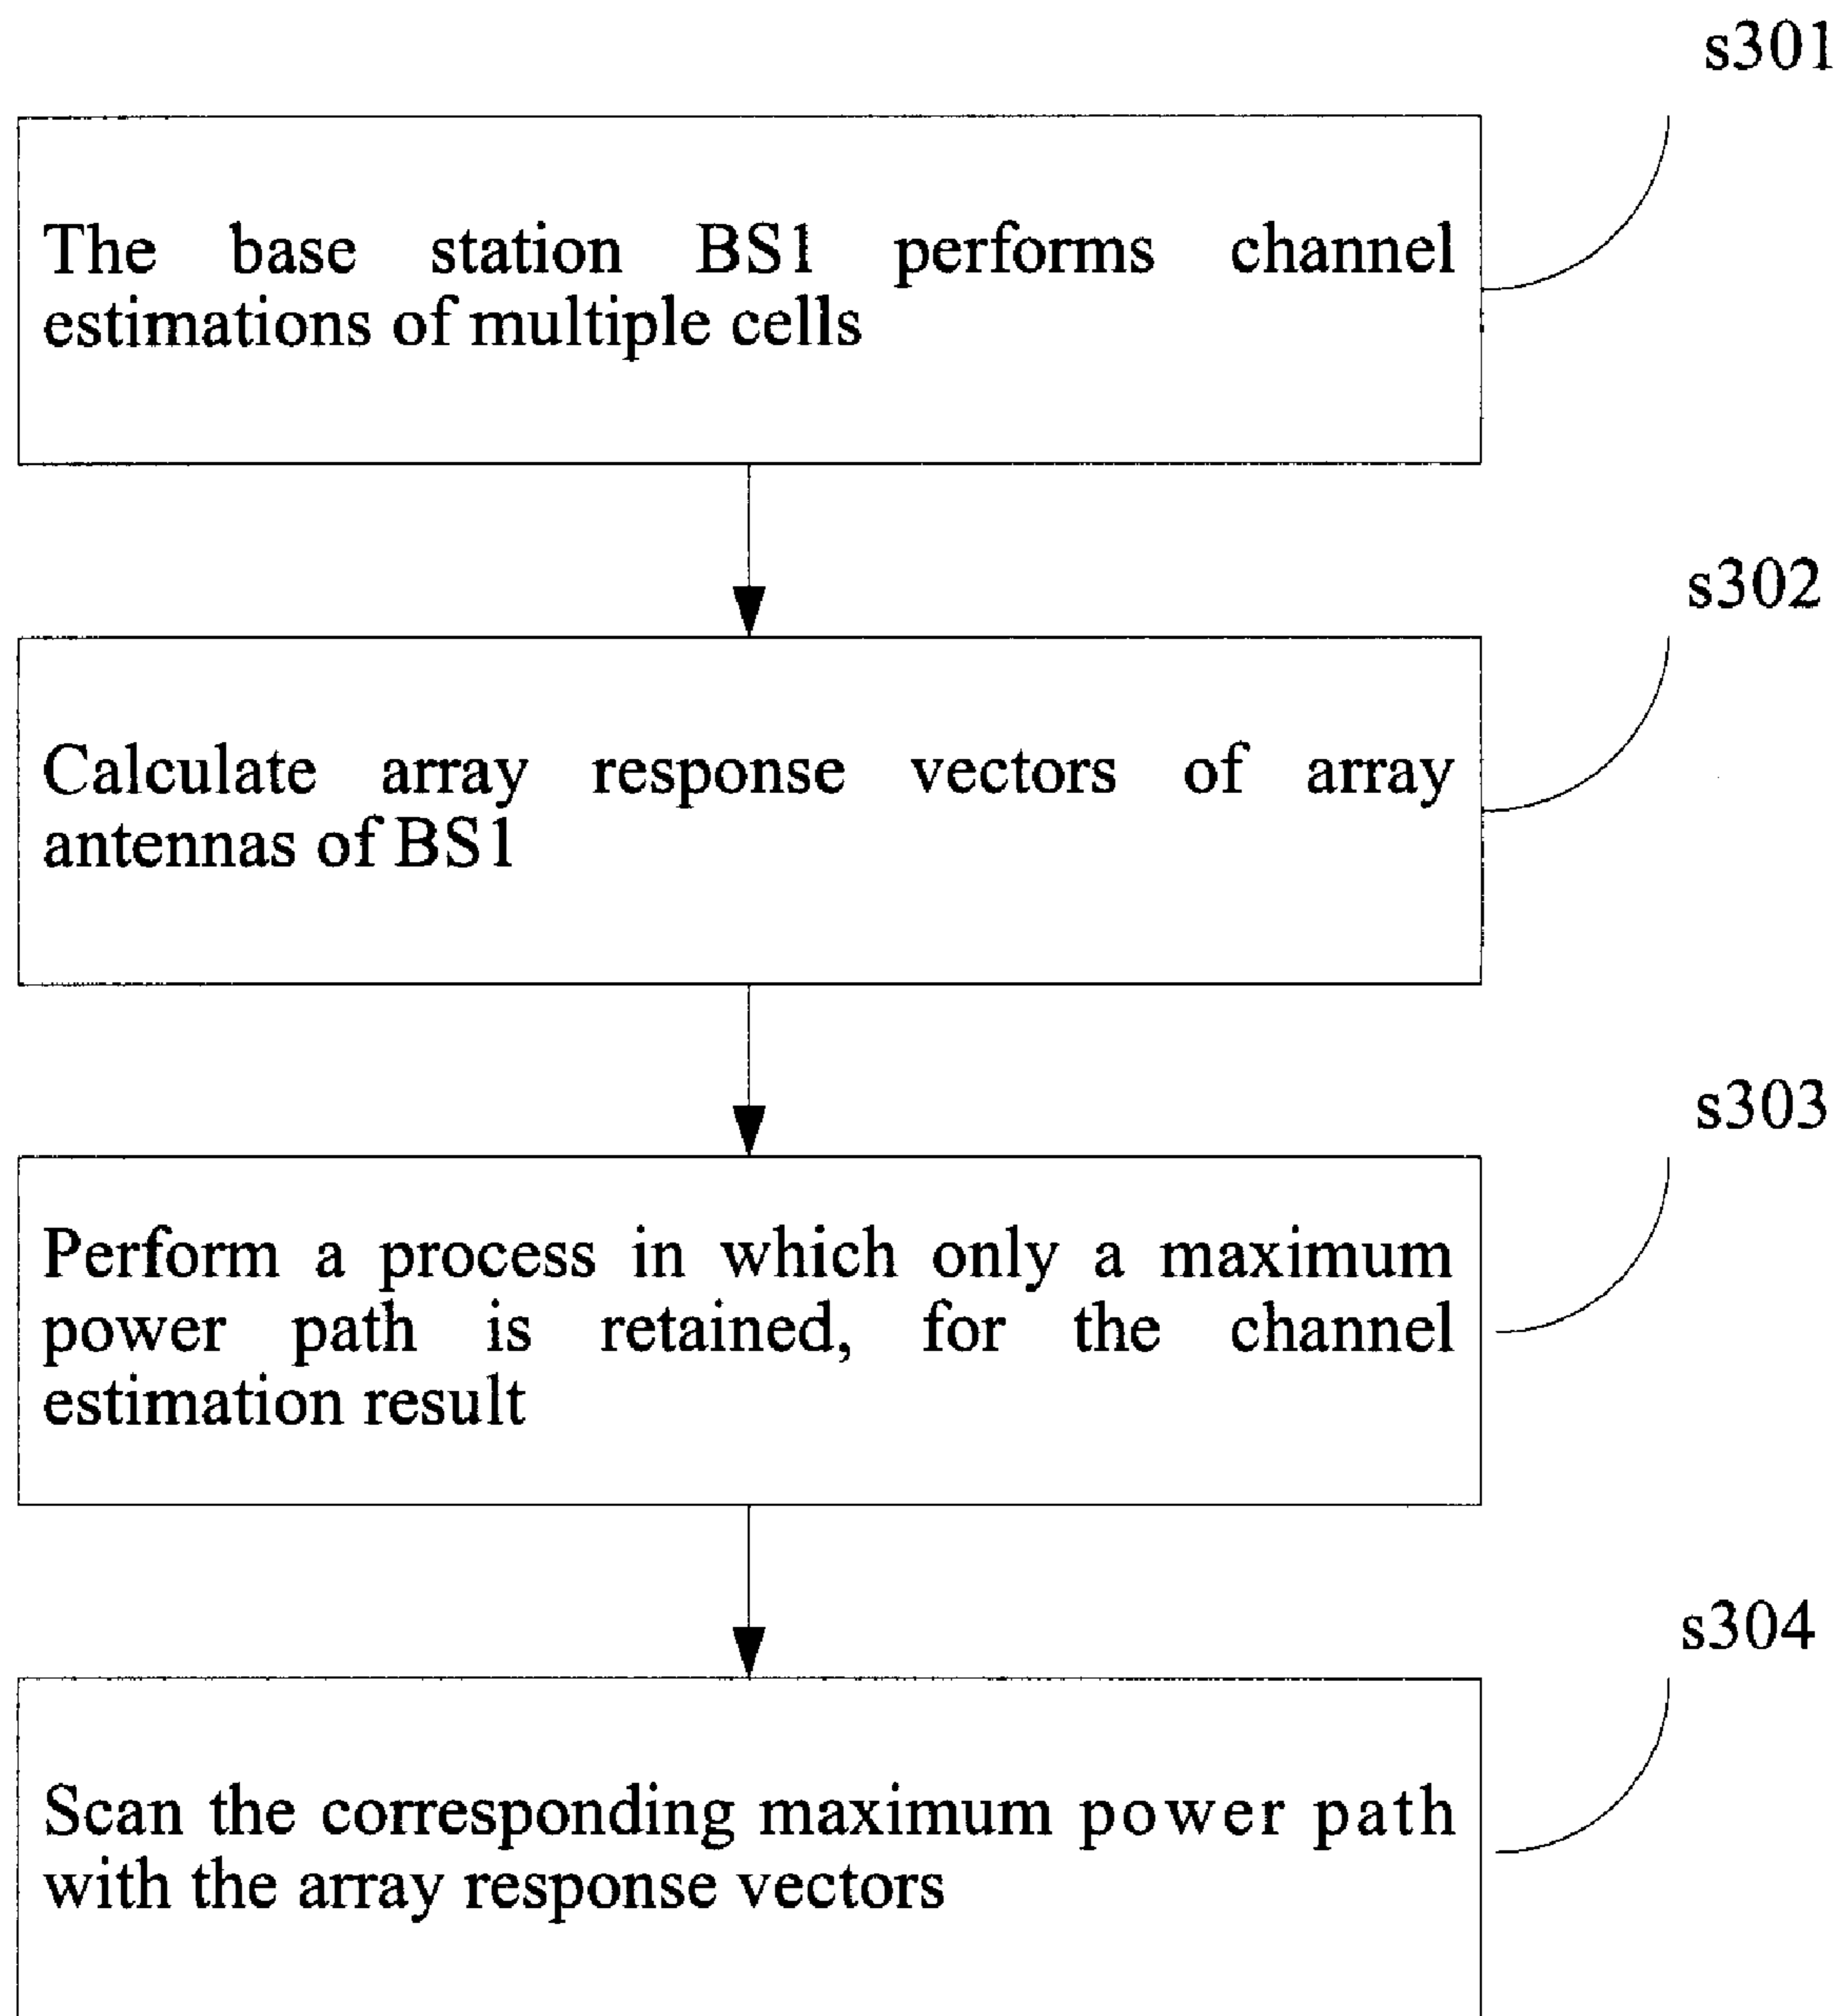 s301
The base station BS1 performs channel
estimations of multiple cells
s302
Calculate array response vectors of array
antennas of BS1
s303
Perform a process in which only a maximum
power path is retained, for the channel
estimation result
s304
Scan the corresponding maximum power path
with the array response vectors